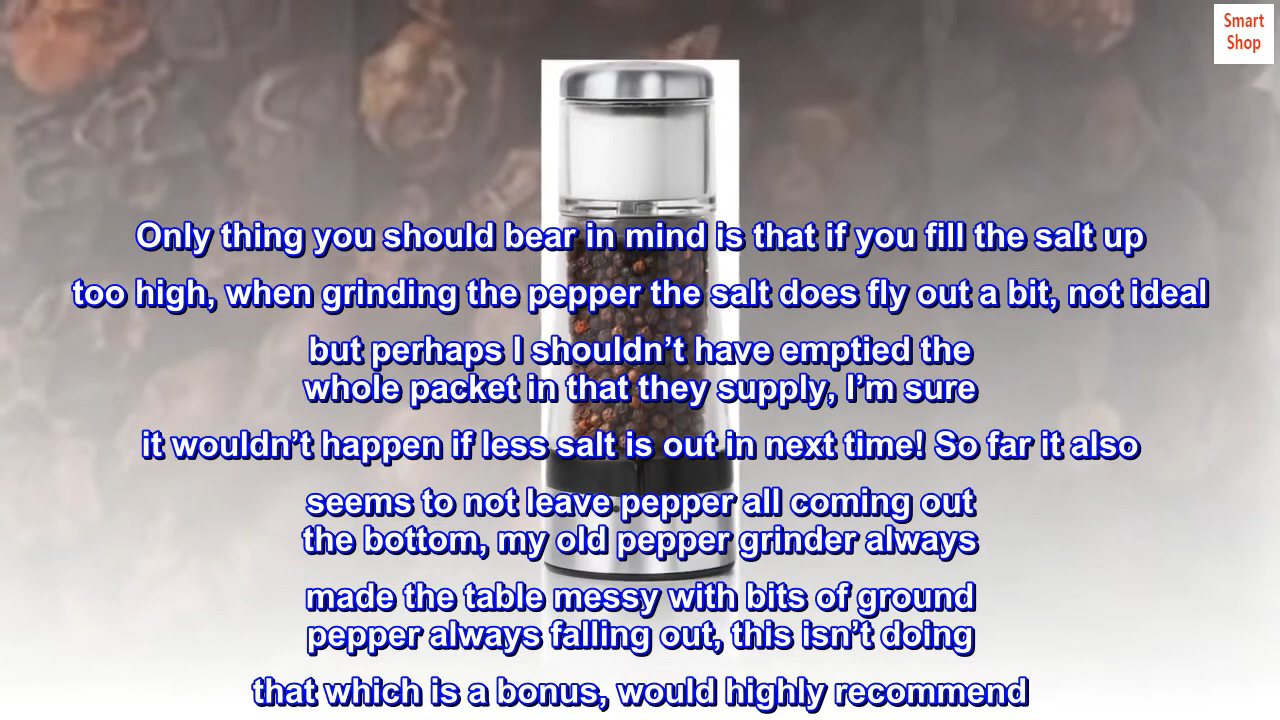 Smart
Shop
Only thing you should bear in mind is that if you fill the salt up
too high, when grinding the pepper the salt does fly out a bit, not ideal
but perhaps I shouldn’t have emptied the
whole packet in that they supply, I’m sure
it wouldn’t happen if less salt is out in next time! So far it also
seems to not leave pepper all coming out
the bottom, my old pepper grinder always
made the table messy with bits of ground
pepper always falling out, this isn’t doing
that which is a bonus, would highly recommend